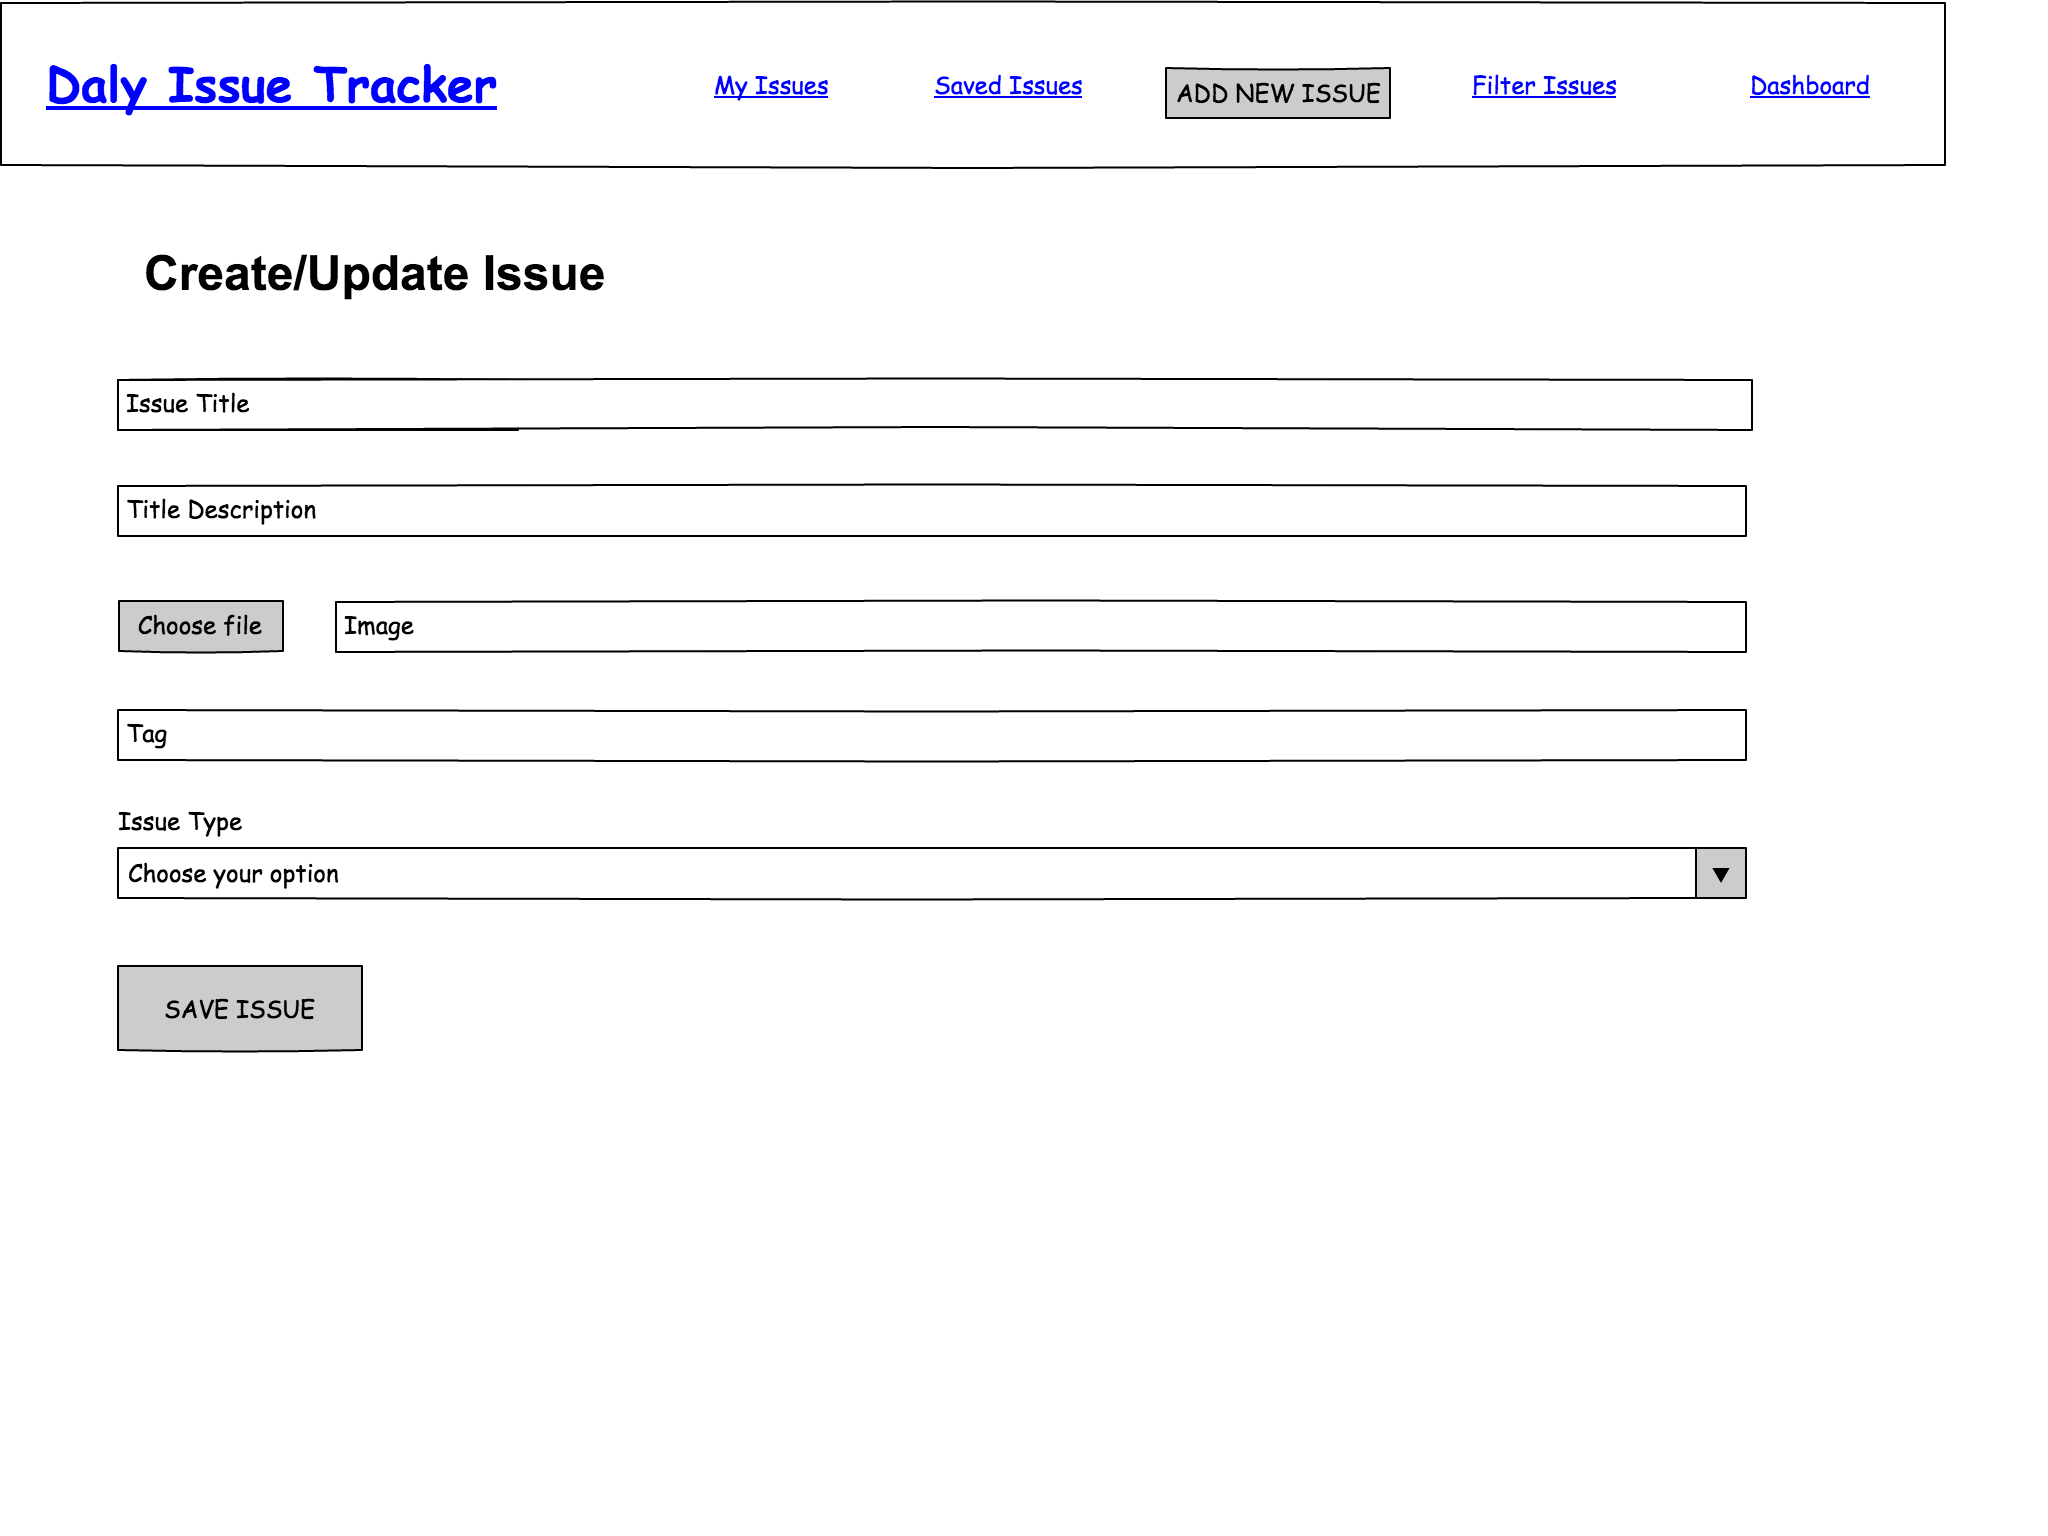 Daly Issue Tracker
My Issues
Saved Issues
ADD NEW ISSUE
Filter Issues
Dashboard
Create/Update Issue
Issue Title
Title Description
Choose file
Image
Tag
Issue Type
Choose your option
SAVE ISSUE